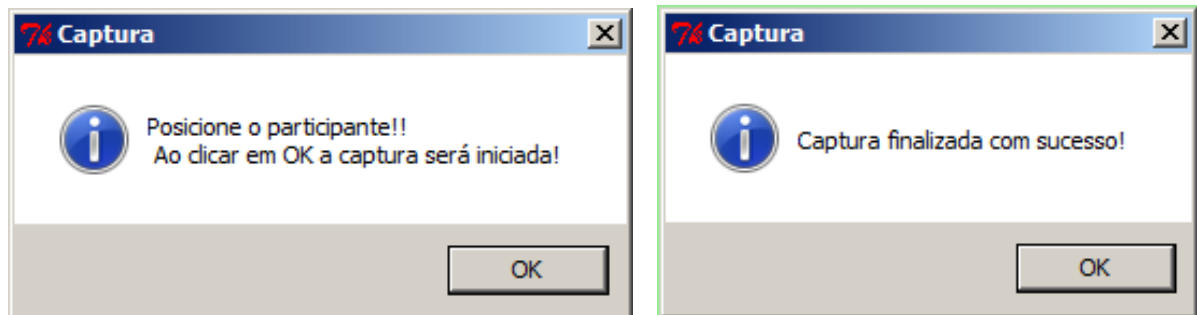 Captura
Posicione o participante!!
Ao clicar em OK a captura será iniciada!
OK
Captura
Captura finalizada com sucesso!
OK